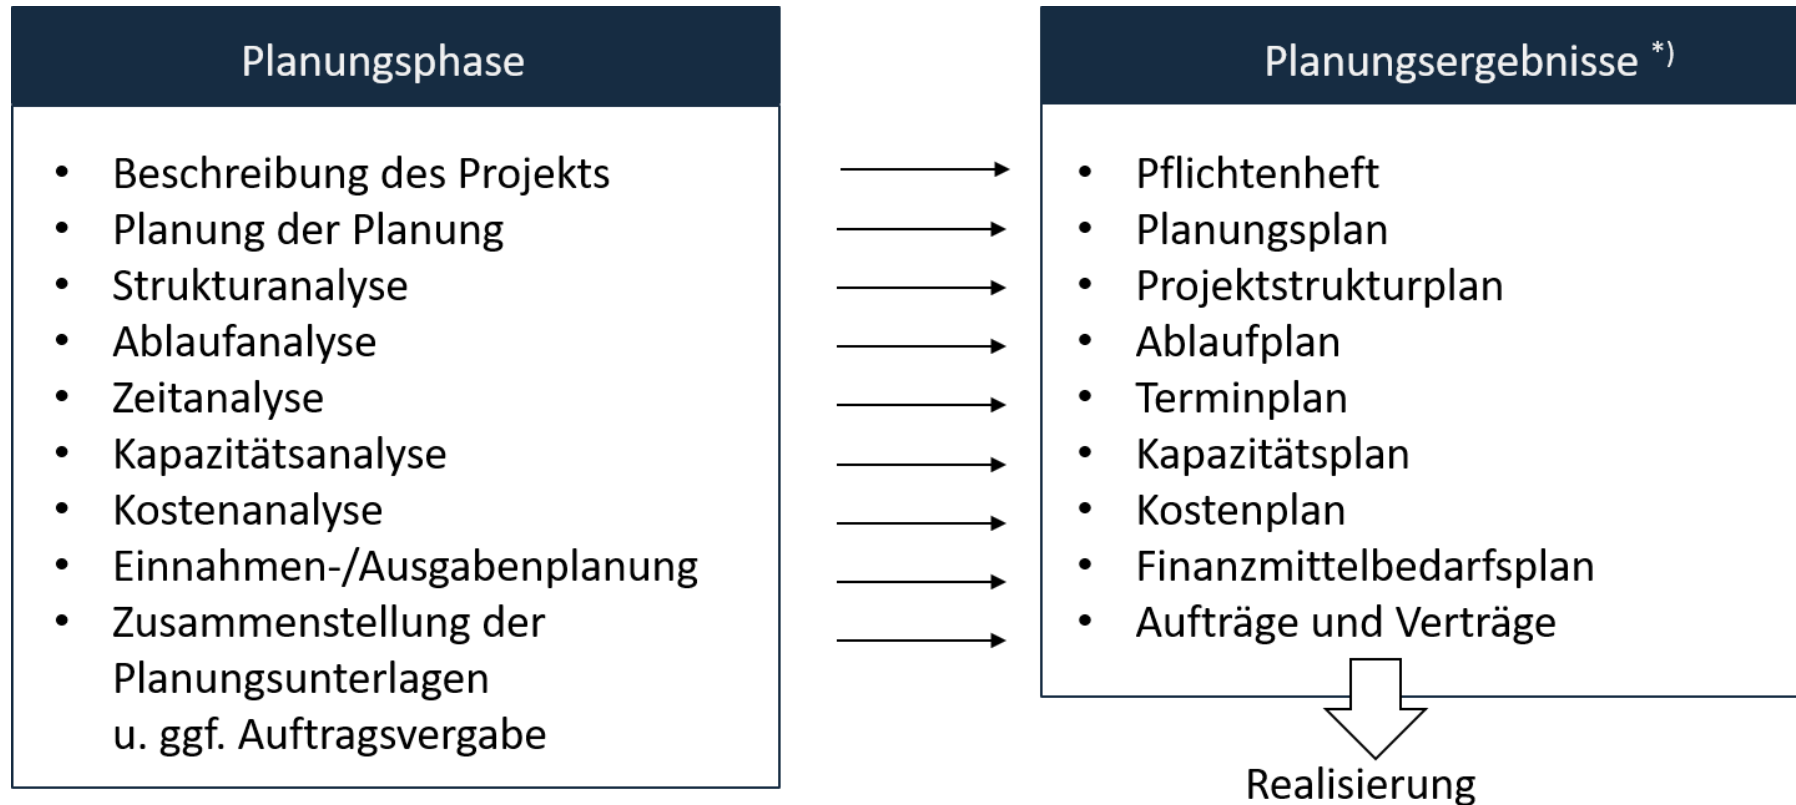 Planungsphase
• Beschreibung des Projekts
• Planung der Planung
• Strukturanalyse
• Ablaufanalyse
• Zeitanalyse
• Kapazitätsanalyse
• Kostenanalyse
• Einnahmen-/Ausgabenplanung
• Zusammenstellung der
Planungsunterlagen
u. ggf. Auftragsvergabe
Planungsergebnisse *)
• Pflichtenheft
• Planungsplan
• Projektstrukturplan
• Ablaufplan
• Terminplan
• Kapazitätsplan
• Kostenplan
• Finanzmittelbedarfsplan
• Aufträge und Verträge
Realisierung